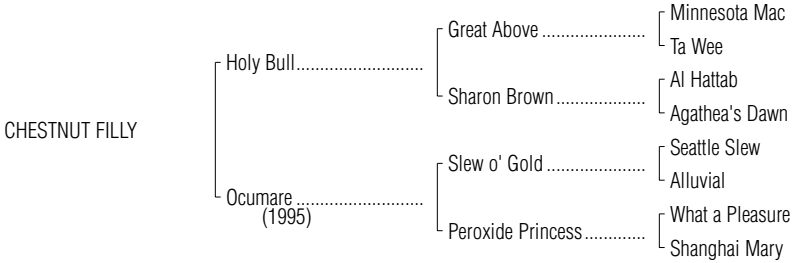 Minnesota Mac
Great Above ......................
Ta Wee
Holy Bull...........................
Al Hattab
Sharon Brown ...................
Agathea's Dawn
CHESTNUT FILLY
Seattle Slew
Slew o' Gold .....................
Alluvial
Ocumare ...........................
(1995)
What a Pleasure
Peroxide Princess.............
Shanghai Mary